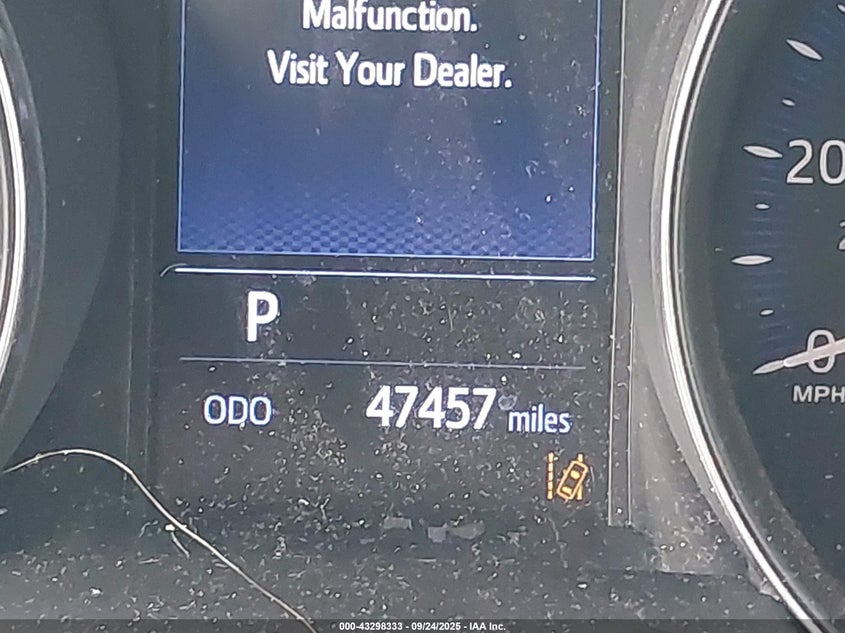 Malfunction.
Visit Your Dealer.
20
P
0
MPH
ODO 47457 miles
000-43298333 - 09/24/2025 - IAA Inc.